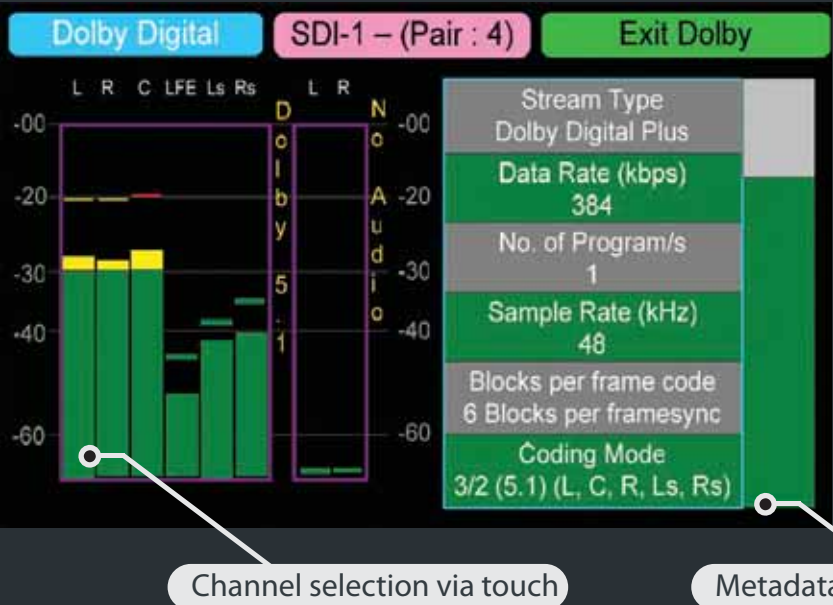 Dolby Digital
SDI-1 – (Pair : 4)
Exit Dolby
L R C LFE Ls Rs
L R
-00
-20
-30
-40
-60
Dolby 5.1
No Audio
-00
-20
-30
-40
-60
Stream Type
Dolby Digital Plus
Data Rate (kbps)
384
No. of Program/s
1
Sample Rate (kHz)
48
Blocks per frame code
6 Blocks per framesync
Coding Mode
3/2 (5.1) (L, C, R, Ls, Rs)
Channel selection via touch
Metadata